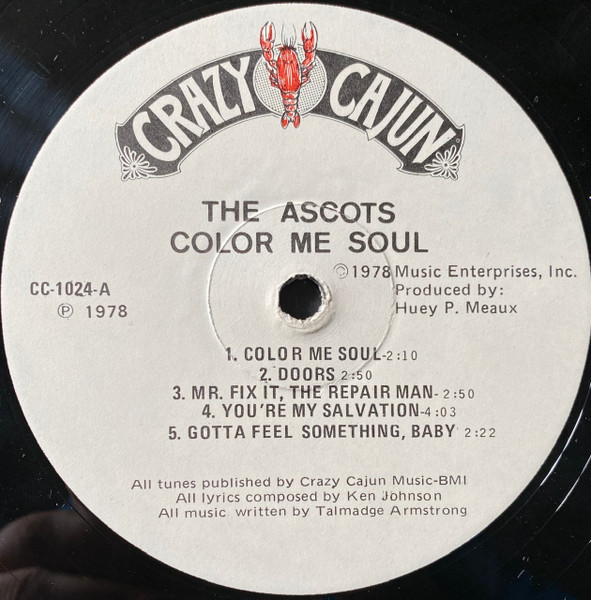 CRAZY CAJUN
THE ASCOTS
COLOR ME SOUL
©1978 Music Enterprises, Inc.
Produced by:
Huey P. Meaux
CC-1024-A
℗ 1978
1. COLOR ME SOUL-2:10
2. DOORS 2:50
3. MR. FIX IT, THE REPAIR MAN- 2:50
4. YOU'RE MY SALVATION-4:03
5. GOTTA FEEL SOMETHING, BABY 2:22
All tunes published by Crazy Cajun Music-BMI
All lyrics composed by Ken Johnson
All music written by Talmadge Armstrong